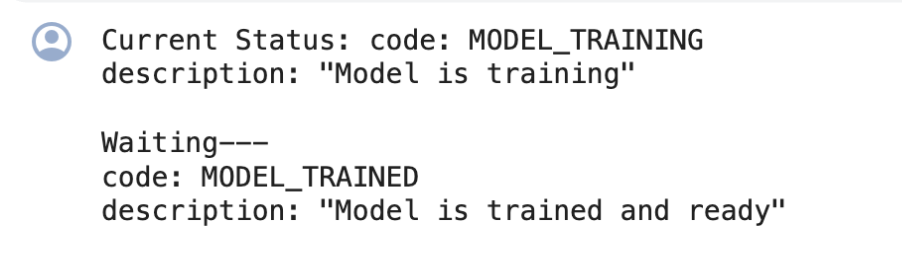 Current Status: code: MODEL_TRAINING
description: "Model is training"
Waiting---
code: MODEL_TRAINED
description: "Model is trained and ready"